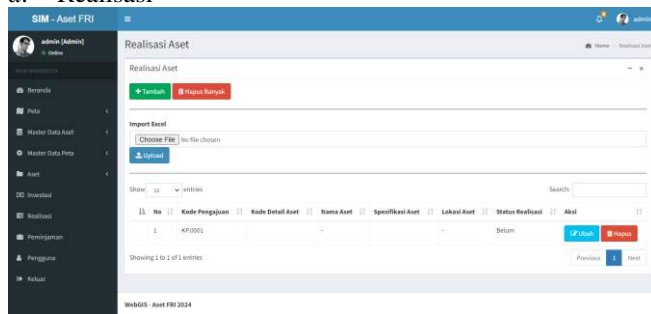 a. Realisasi
SIM - Aset FRI
admin
admin [Admin]
Online
Realisasi Aset
Home
Realisasi Aset
Beranda
Peta
Master Data Aset
Master Data Peta
Aset
Investasi
Realisasi
Peminjaman
Pengguna
Keluar
Tambah Hapus Banyak
Import Excel
Choose File No file chosen
Upload
Show 10 entries Search:
No Kode Pengajuan Kode Detail Aset Nama Aset Spesifikasi Aset Lokasi Aset Status Realisasi Aksi
1 KP/0001 - - Belum Ubah Hapus
Showing 1 to 1 of 1 entries Previous 1 Next
WebGIS - Aset FRI 2024